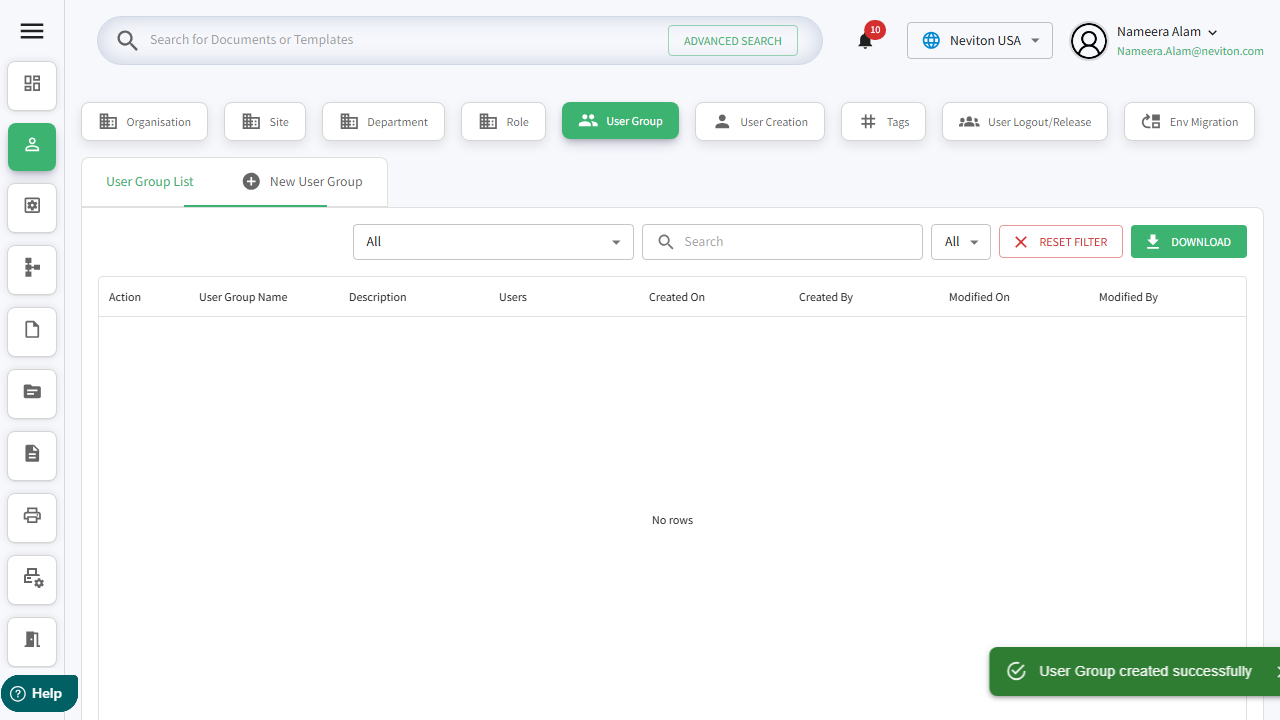 Search for Documents or Templates
ADVANCED SEARCH
10
Neviton USA
Nameera Alam
Nameera.Alam@neviton.com
Organisation
Site
Department
Role
User Group
User Creation
Tags
User Logout/Release
Env Migration
User Group List
New User Group
All
Search
All
RESET FILTER
DOWNLOAD
Action
User Group Name
Description
Users
Created On
Created By
Modified On
Modified By
No rows
User Group created successfully
Help